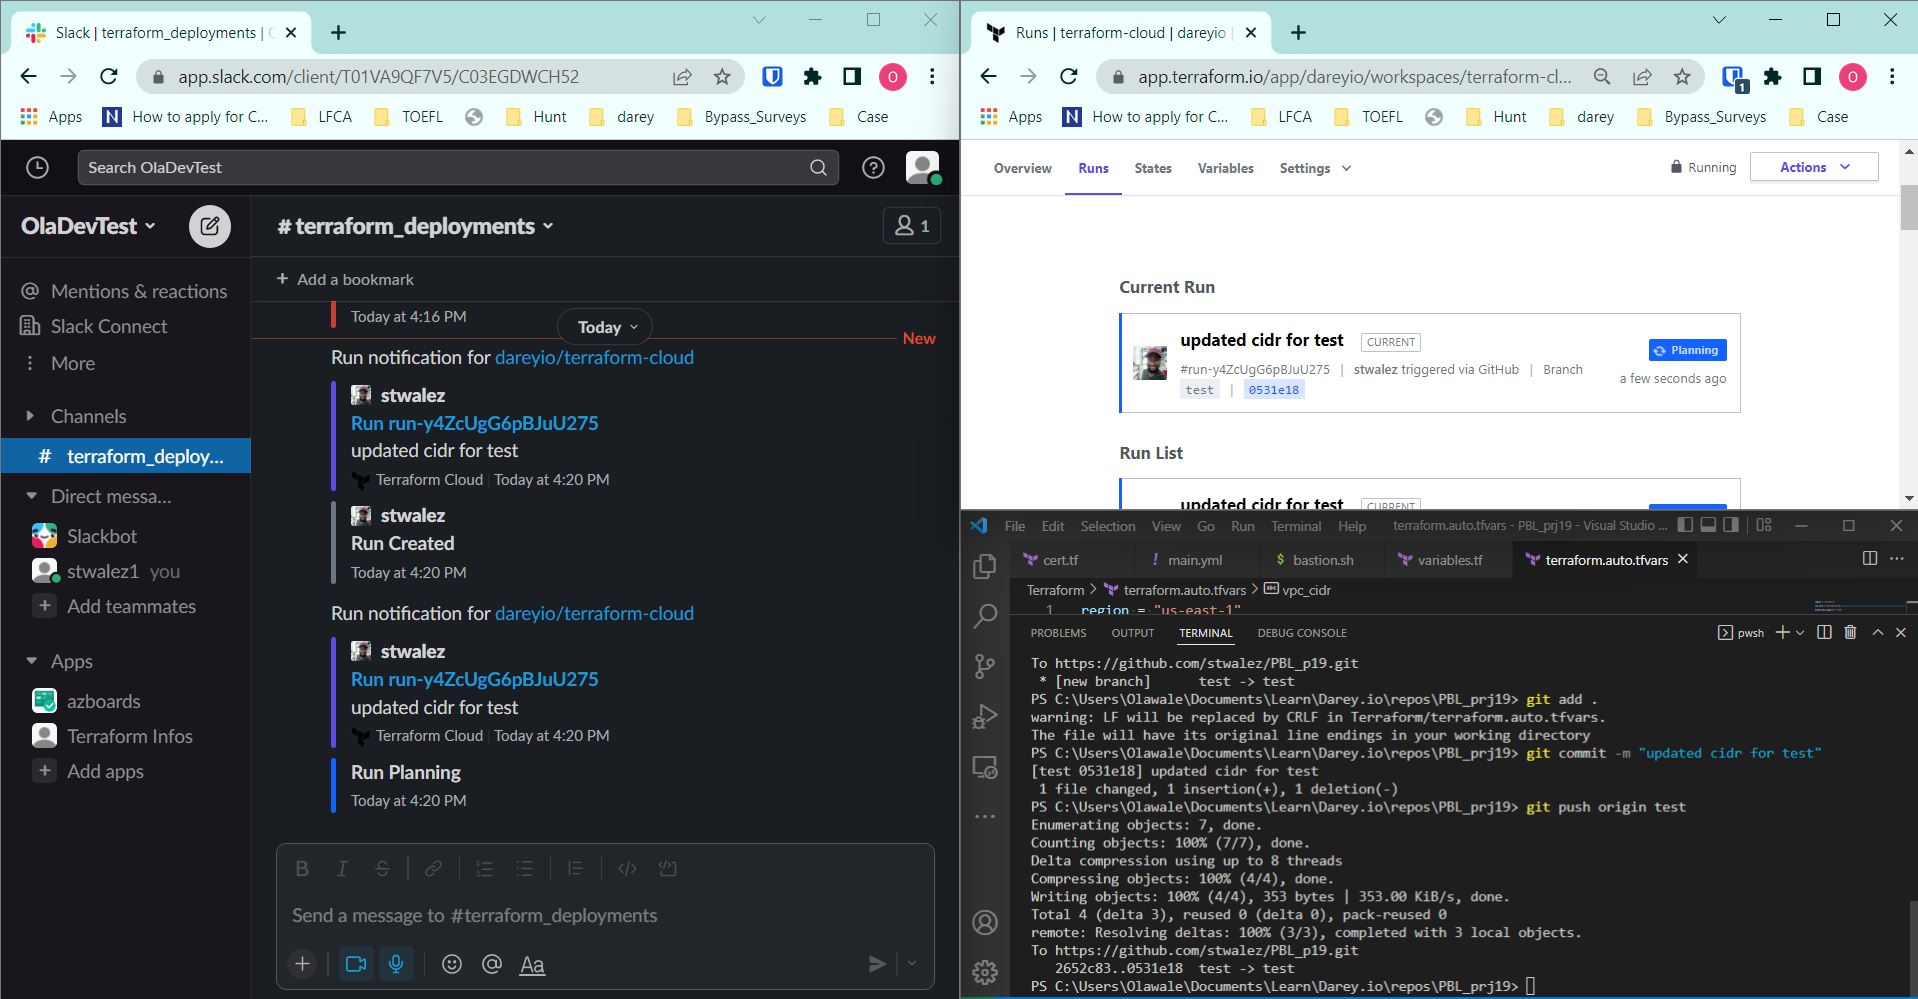 Slack | terraform_deployments | 
app.slack.com/client/T01VA9QF7V5/C03EGDWCH52
O
Apps
N
How to apply for C...
LFCA
TOEFL
Hunt
darey
Bypass_Surveys
Case
Search OlaDevTest
OlaDevTest
Mentions & reactions
Slack Connect
More
Channels
# terraform_deploy...
Direct messa...
Slackbot
stwalez1 you
Add teammates
Apps
azboards
Terraform Infos
Add apps
# terraform_deployments
1
Add a bookmark
Today at 4:16 PM
Today
New
Run notification for dareyio/terraform-cloud
stwalez
Run run-y4ZcUgG6pBJuU275
updated cidr for test
Terraform Cloud | Today at 4:20 PM
stwalez
Run Created
Today at 4:20 PM
Run notification for dareyio/terraform-cloud
stwalez
Run run-y4ZcUgG6pBJuU275
updated cidr for test
Terraform Cloud | Today at 4:20 PM
Run Planning
Today at 4:20 PM
B I S
Send a message to #terraform_deployments
@ Aa
Runs | terraform-cloud | dareyio |
app.terraform.io/app/dareyio/workspaces/terraform-cl...
1
O
Apps
N
How to apply for C...
LFCA
TOEFL
Hunt
darey
Bypass_Surveys
Case
Overview
Runs
States
Variables
Settings
Running
Actions
Current Run
updated cidr for test CURRENT
Planning
#run-y4ZcUgG6pBJuU275 | stwalez triggered via GitHub | Branch
test | 0531e18
a few seconds ago
Run List
updated cidr for test CURRENT
File Edit Selection View Go Run Terminal Help
terraform.auto.tfvars - PBL_prj19 - Visual Studio ...
cert.tf
! main.yml
$ bastion.sh
variables.tf
terraform.auto.tfvars
Terraform > terraform.auto.tfvars > vpc_cidr
1 region = "us-east-1"
PROBLEMS OUTPUT TERMINAL DEBUG CONSOLE
pwsh
To https://github.com/stwalez/PBL_p19.git
* [new branch] test -> test
PS C:\Users\Olawale\Documents\Learn\Darey.io\repos\PBL_prj19> git add .
warning: LF will be replaced by CRLF in Terraform/terraform.auto.tfvars.
The file will have its original line endings in your working directory
PS C:\Users\Olawale\Documents\Learn\Darey.io\repos\PBL_prj19> git commit -m "updated cidr for test"
[test 0531e18] updated cidr for test
1 file changed, 1 insertion(+), 1 deletion(-)
PS C:\Users\Olawale\Documents\Learn\Darey.io\repos\PBL_prj19> git push origin test
Enumerating objects: 7, done.
Counting objects: 100% (7/7), done.
Delta compression using up to 8 threads
Compressing objects: 100% (4/4), done.
Writing objects: 100% (4/4), 353 bytes | 353.00 KiB/s, done.
Total 4 (delta 3), reused 0 (delta 0), pack-reused 0
remote: Resolving deltas: 100% (3/3), completed with 3 local objects.
To https://github.com/stwalez/PBL_p19.git
2652c83..0531e18 test -> test
PS C:\Users\Olawale\Documents\Learn\Darey.io\repos\PBL_prj19>